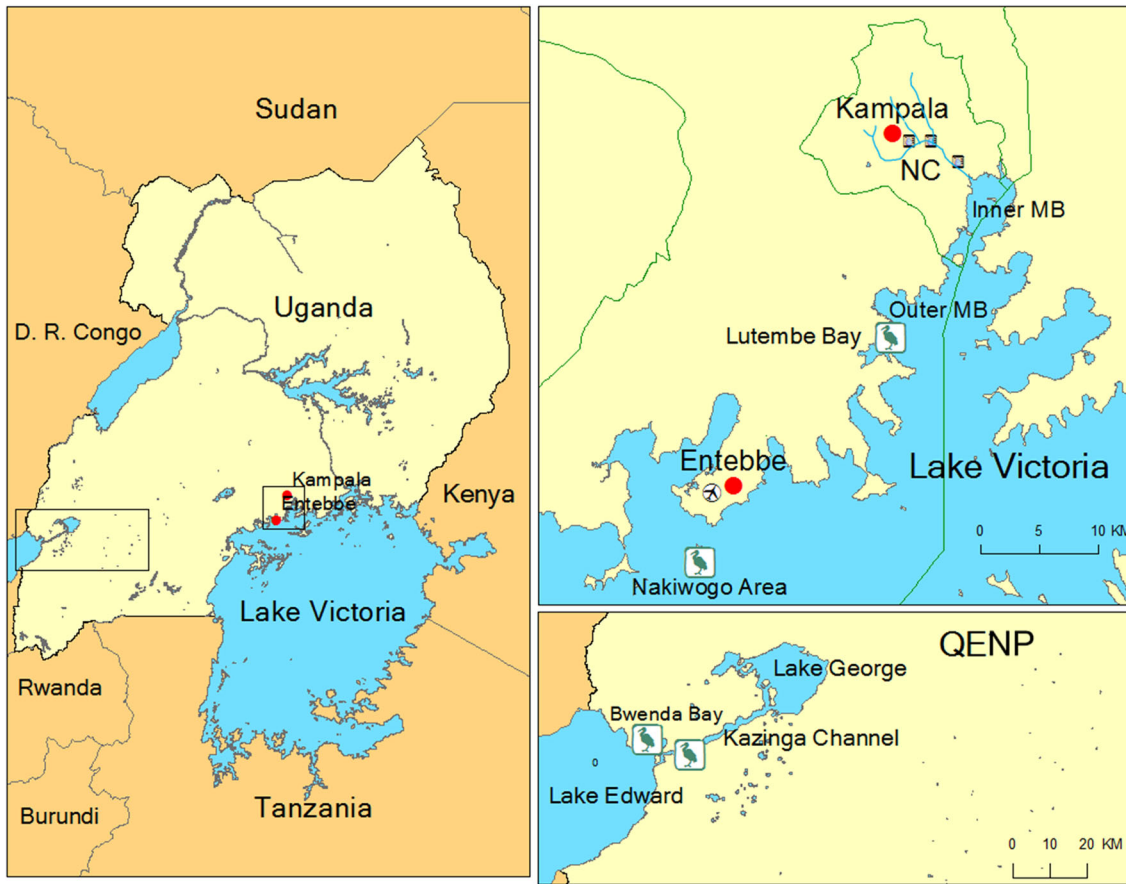 Sudan
Uganda
D. R. Congo
Kampala
Entebbe
Kenya
Lake Victoria
Rwanda
Burundi
Tanzania
Kampala
NC
Inner MB
Outer MB
Lutembe Bay
Entebbe
Lake Victoria
0 5 10 KM
Nakiwogo Area
QENP
Lake George
Bwenda Bay
Kazinga Channel
Lake Edward
0 10 20 KM